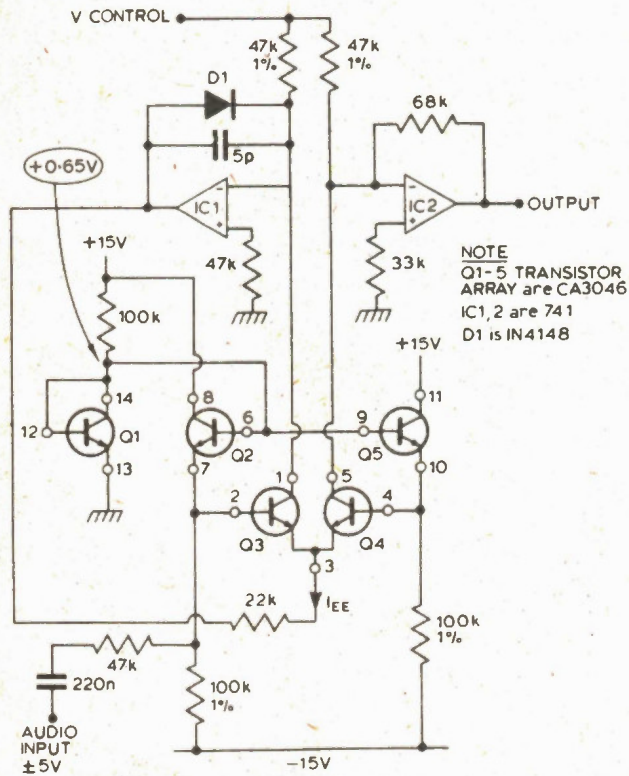 V CONTROL
47k
1%
47k
1%
D1
5p
68k
+0·65V
IC1
IC2
OUTPUT
+15V
47k
33k
NOTE
Q1-5 TRANSISTOR
ARRAY are CA3046
IC1,2 are 741
D1 is IN4148
100k
+15V
14
8
11
12
Q1
6
Q2
9
Q5
13
7
1
5
10
2
4
Q3
Q4
3
22k
IEE
47k
100k
1%
220n
100k
1%
AUDIO
INPUT
±5V
-15V